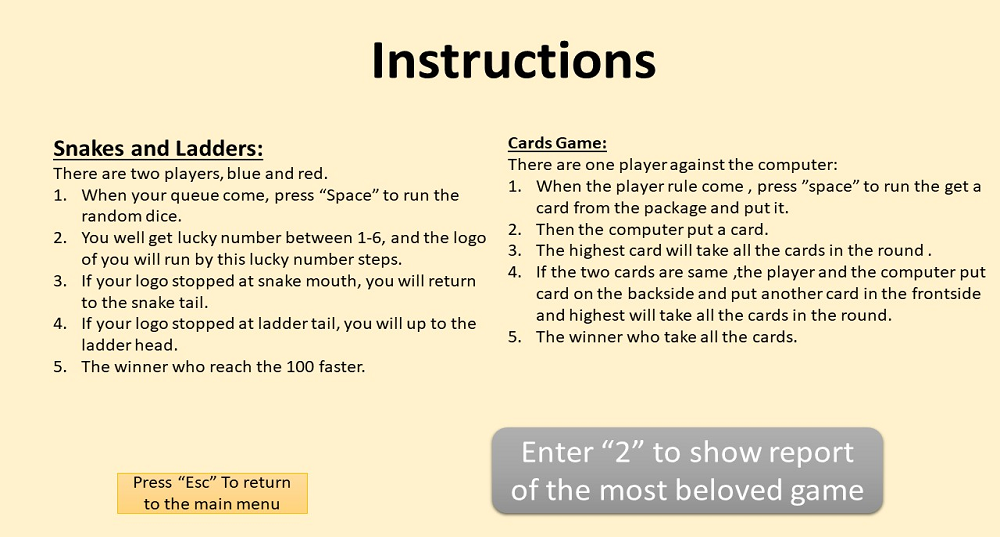 Instructions
Snakes and Ladders:
There are two players, blue and red.
1. When your queue come, press “Space” to run the
random dice.
2. You well get lucky number between 1-6, and the logo
of you will run by this lucky number steps.
3. If your logo stopped at snake mouth, you will return
to the snake tail.
4. If your logo stopped at ladder tail, you will up to the
ladder head.
5. The winner who reach the 100 faster.
Cards Game:
There are one player against the computer:
1. When the player rule come , press ”space” to run the get a
card from the package and put it.
2. Then the computer put a card.
3. The highest card will take all the cards in the round .
4. If the two cards are same ,the player and the computer put
card on the backside and put another card in the frontside
and highest will take all the cards in the round.
5. The winner who take all the cards.
Press “Esc” To return
to the main menu
Enter “2” to show report
of the most beloved game